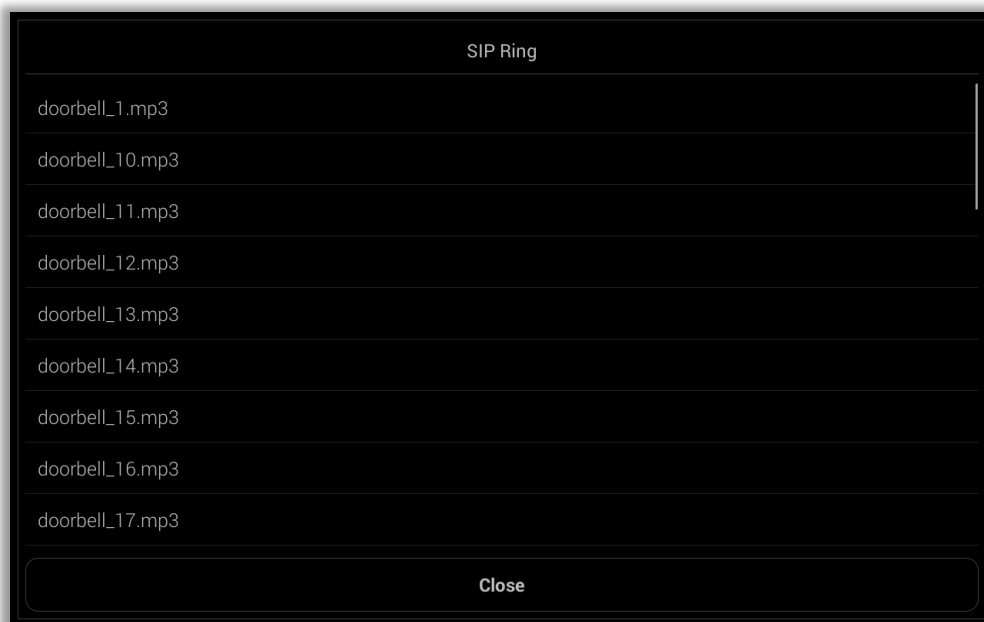 SIP Ring
doorbell_1.mp3
doorbell_10.mp3
doorbell_11.mp3
doorbell_12.mp3
doorbell_13.mp3
doorbell_14.mp3
doorbell_15.mp3
doorbell_16.mp3
doorbell_17.mp3
Close